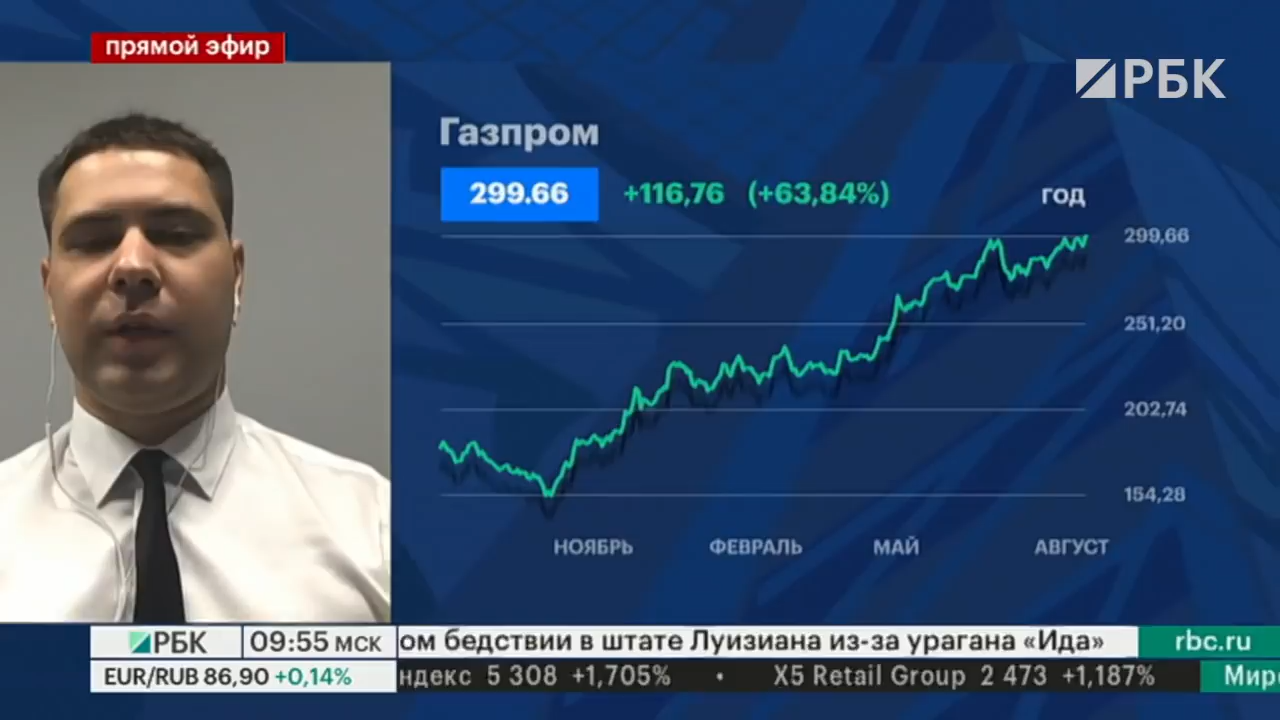 прямой эфир
РБК
Газпром
299.66 +116,76 (+63,84%) ГОД
299,66
251,20
202,74
154,28
НОЯБРЬ ФЕВРАЛЬ МАЙ АВГУСТ
РБК 09:55 МСК ом бедствии в штате Луизиана из-за урагана «Ида» rbc.ru
EUR/RUB 86,90 +0,14% ндекс 5 308 +1,705% • X5 Retail Group 2 473 +1,187% Миро